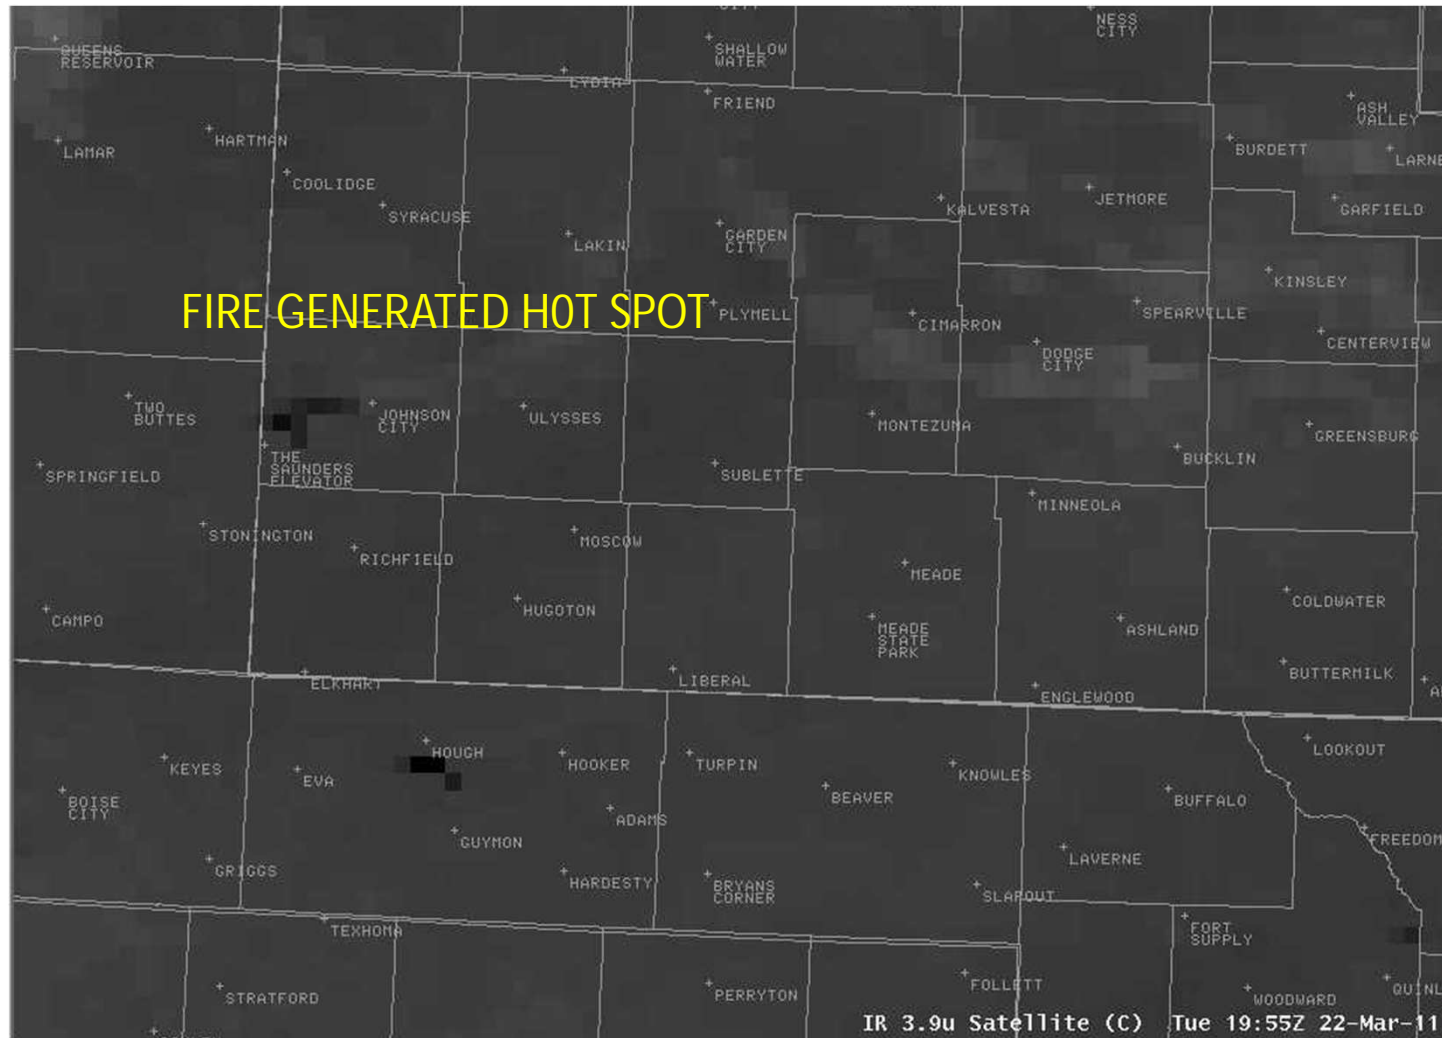 NESS
CITY
QUEENS
RESERVOIR
SHALLOW
WATER
LYDIA
FRIEND
ASH
VALLEY
HARTMAN
LAMAR
BURDETT
LARNE
COOLIDGE
SYRACUSE
KALVESTA
JETMORE
GARFIELD
LAKIN
GARDEN
CITY
KINSLEY
FIRE GENERATED H0T SPOT
PLYMELL
CIMARRON
SPEARVILLE
CENTERVIEW
DODGE
CITY
TWO
BUTTES
JOHNSON
CITY
ULYSSES
MONTEZUMA
GREENSBURG
THE
SAUNDERS
ELEVATOR
SPRINGFIELD
SUBLETTE
BUCKLIN
MINNEOLA
STONINGTON
RICHFIELD
MOSCOW
MEADE
COLDWATER
CAMPO
HUGOTON
MEADE
STATE
PARK
ASHLAND
ELKHART
LIBERAL
ENGLEWOOD
BUTTERMILK
KEYES
EVA
HOUGH
HOOKER
TURPIN
KNOWLES
LOOKOUT
BOISE
CITY
BEAVER
BUFFALO
ADAMS
GUYMON
FREEDOM
GRIGGS
HARDESTY
BRYANS
CORNER
LAVERNE
SLAPOUT
TEXHOMA
FORT
SUPPLY
STRATFORD
PERRYTON
FOLLETT
WOODWARD
QUINL
IR 3.9u Satellite (C) Tue 19:55Z 22-Mar-11